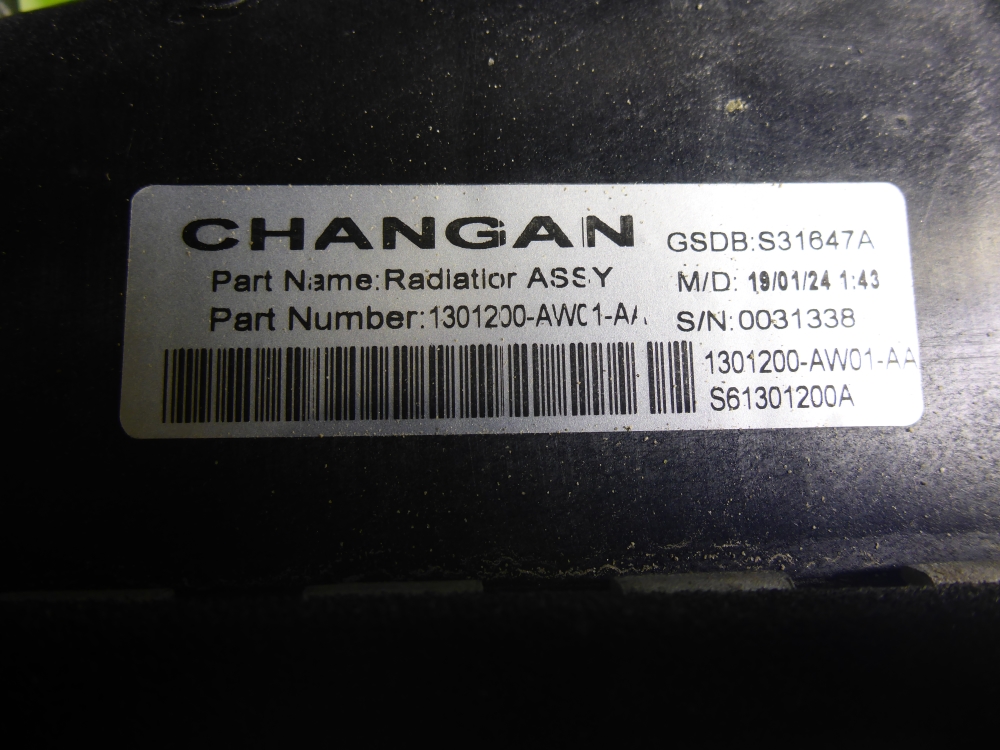 CHANGAN
GSDB:S31647A
Part Name:Radiatior ASSY
M/D: 19/01/24 1:43
Part Number:1301200-AW01-AA
S/N:0031338
1301200-AW01-AA
S61301200A